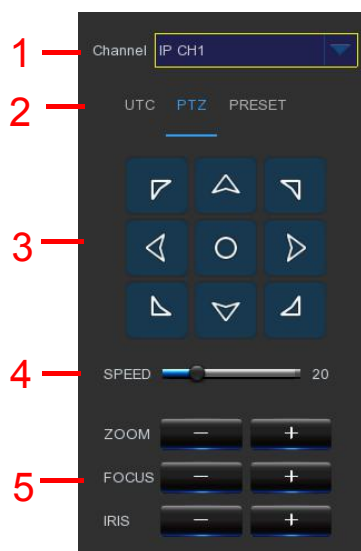 1 Channel IP CH1
2 UTC PTZ PRESET
3
4 SPEED 20
ZOOM − +
5 FOCUS − +
IRIS − +